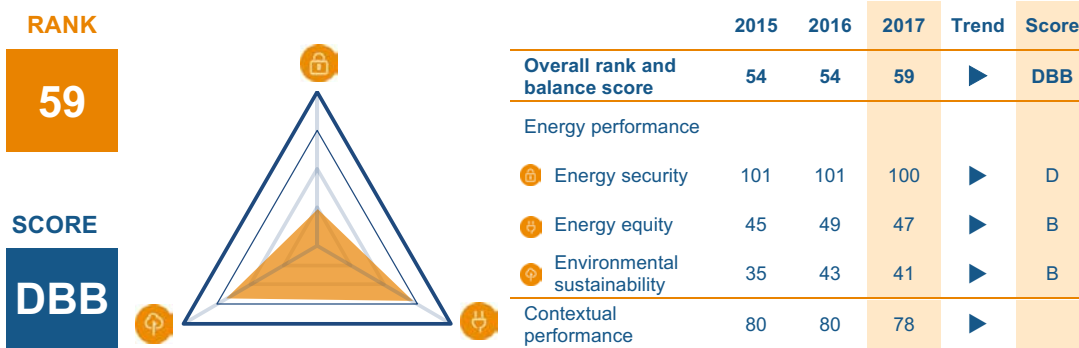 RANK
59
SCORE
DBB
2015 2016 2017 Trend Score
Overall rank and
balance score 54 54 59 DBB
Energy performance
Energy security 101 101 100 D
Energy equity 45 49 47 B
Environmental
sustainability 35 43 41 B
Contextual
performance 80 80 78